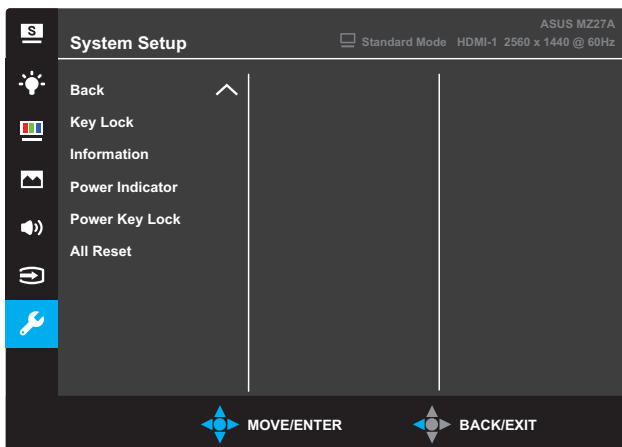 S
ASUS MZ27A
System Setup
Standard Mode HDMI-1 2560 x 1440 @ 60Hz
Back
Key Lock
Information
Power Indicator
Power Key Lock
All Reset
MOVE/ENTER
BACK/EXIT